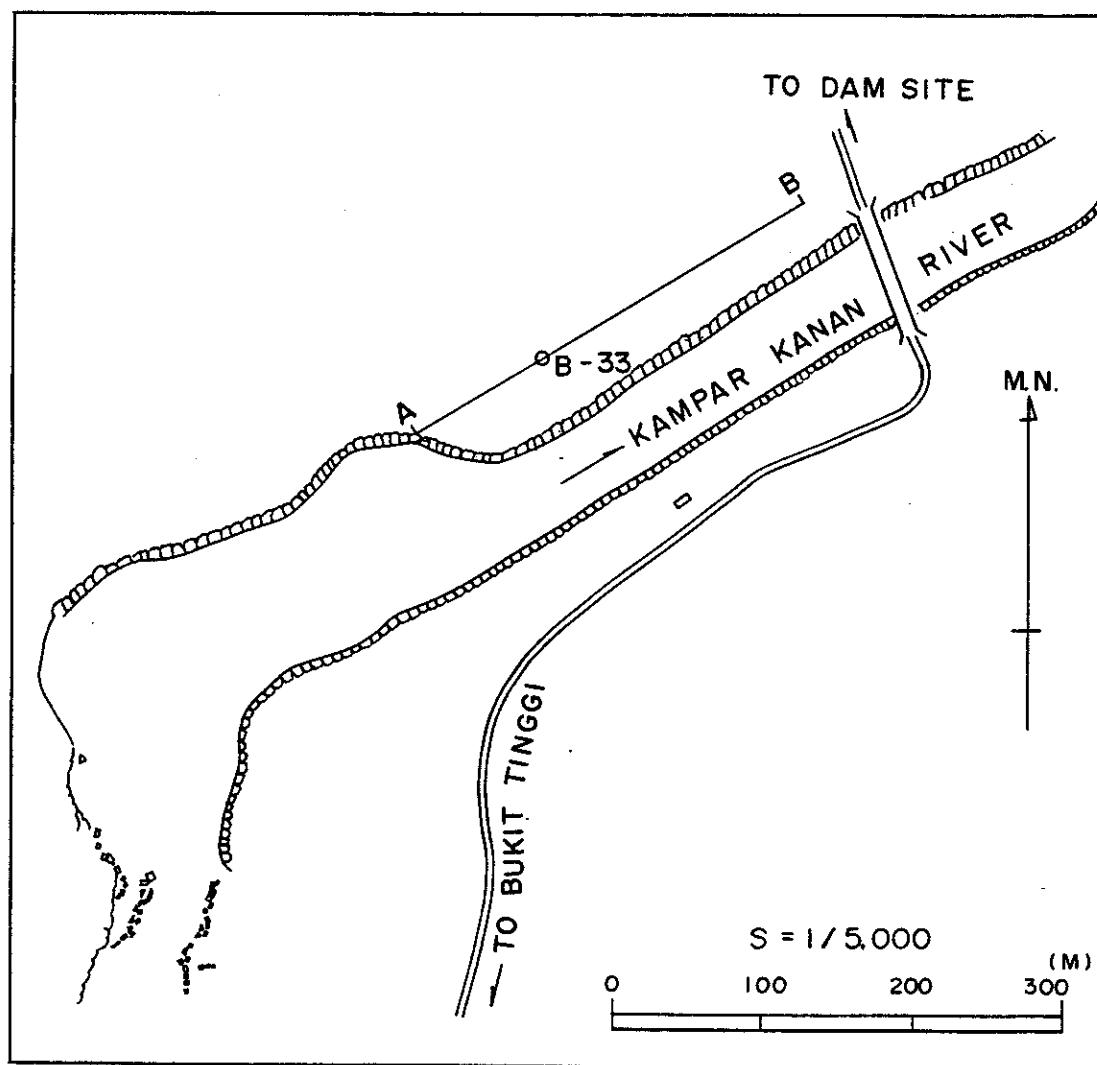 TO DAM SITE
B
KAMPAR KANAN RIVER
B-33
A
M.N.
TO BUKIT TINGGI
S = 1/5,000
(M)
0 100 200 300